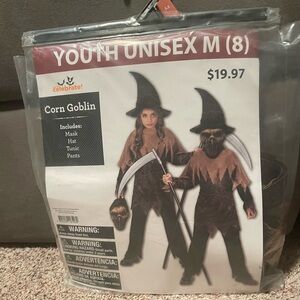 YOUTH UNISEX M (8)
$19.97
celebrate!
Corn Goblin
Includes:
Mask
Hat
Tunic
Pants
WARNING:
WARNING:
ADVERTENCIA:
ADVERTENCIA: